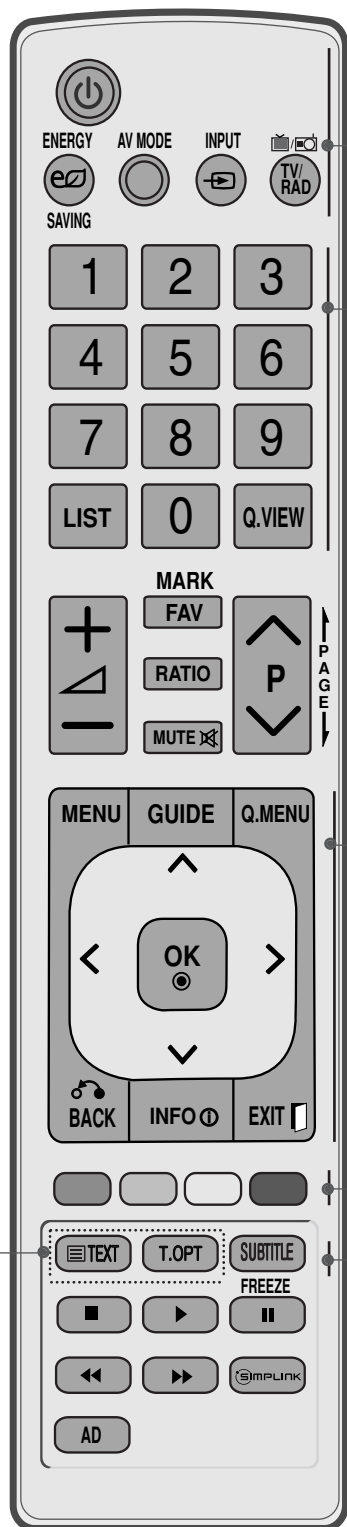 ENERGY AV MODE INPUT
TV/
RAD
SAVING
1 2 3
4 5 6
7 8 9
LIST 0 Q.VIEW
MARK
FAV
RATIO
P
MUTE
PAGE
MENU GUIDE Q.MENU
OK
BACK INFO EXIT
TEXT T.OPT SUBTITLE
FREEZE
SIMPLINK
AD